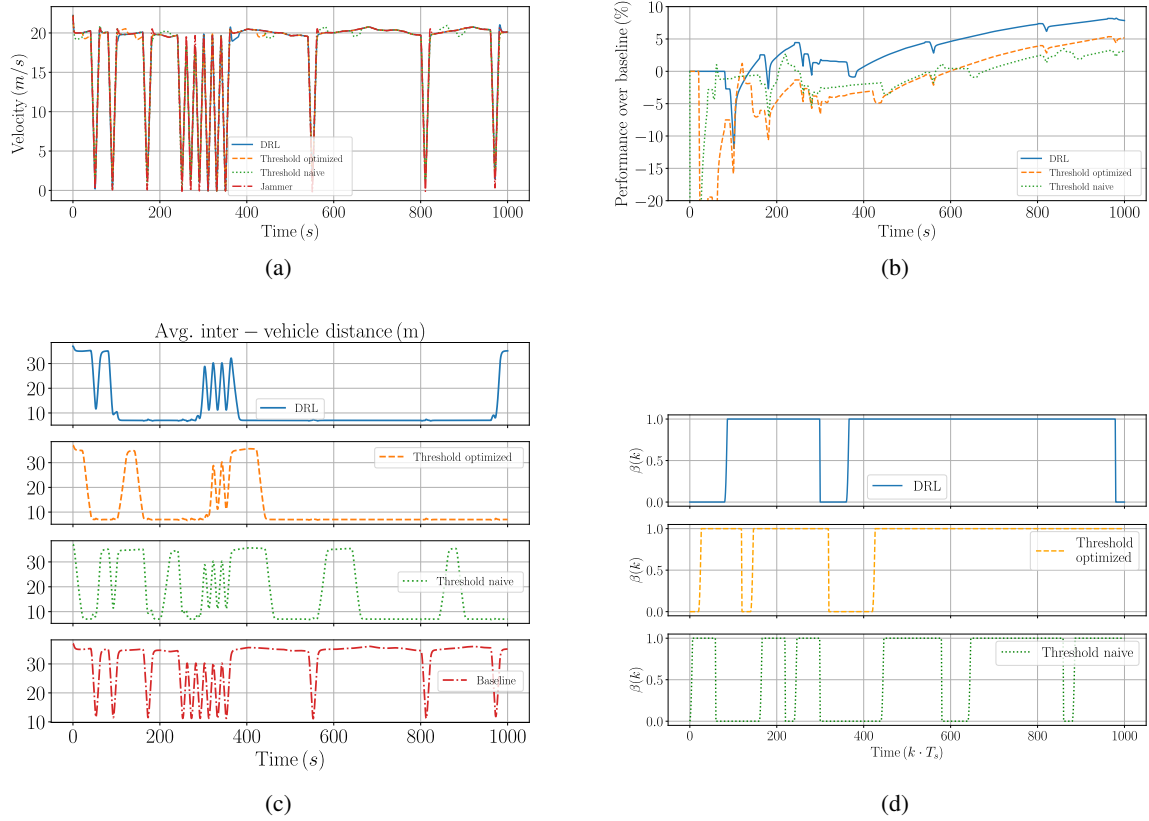 Velocity (m/s)
20
15
10
5
0
DRL
Threshold optimized
Threshold naive
Jammer
0 200 400 600 800 1000
Time (s)
(a)
Performance over baseline (%)
10
5
0
−5
−10
−15
−20
DRL
Threshold optimized
Threshold naive
0 200 400 600 800 1000
Time (s)
(b)
Avg. inter − vehicle distance (m)
30
20
10
DRL
30
20
10
Threshold optimized
30
20
10
Threshold naive
30
20
10
Baseline
0 200 400 600 800 1000
Time (s)
(c)
β(k)
1.0
0.5
0.0
DRL
β(k)
1.0
0.5
0.0
Threshold
optimized
β(k)
1.0
0.5
0.0
Threshold naive
0 200 400 600 800 1000
Time (k · Ts)
(d)